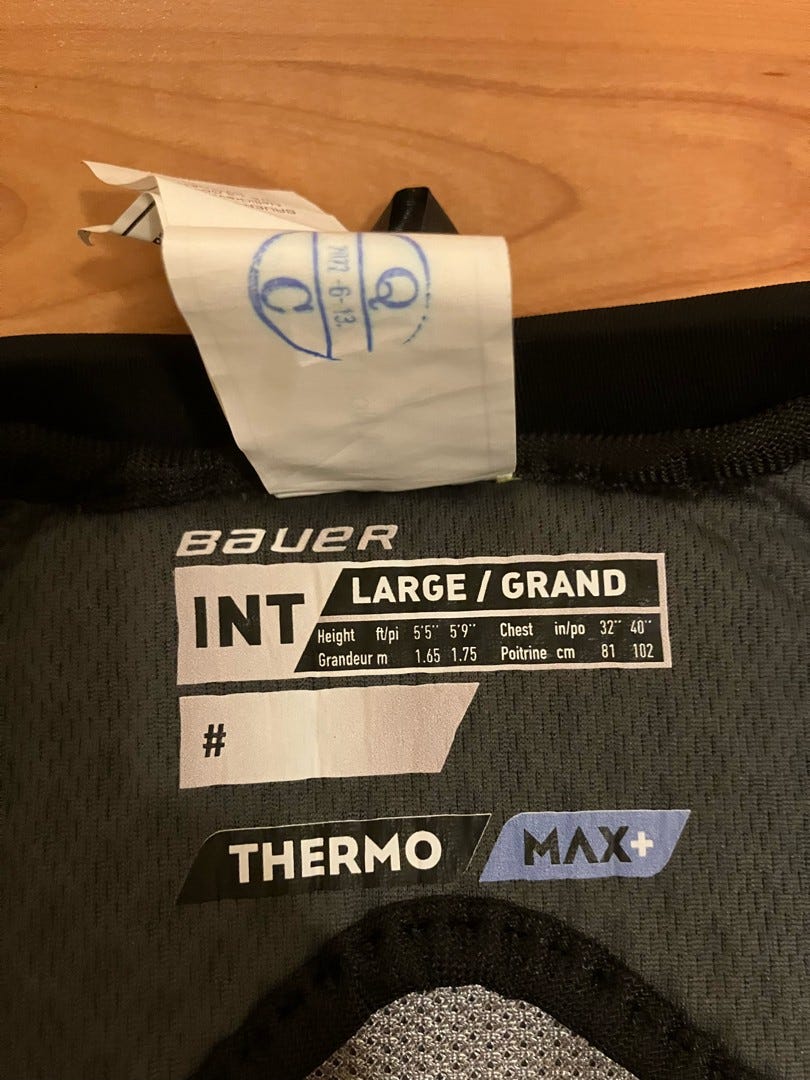 Q
C
BAUER
INT
LARGE / GRAND
Height ft/pi 5'5'' 5'9'' Chest in/po 32'' 40''
Grandeur m 1.65 1.75 Poitrine cm 81 102
#
THERMO MAX+